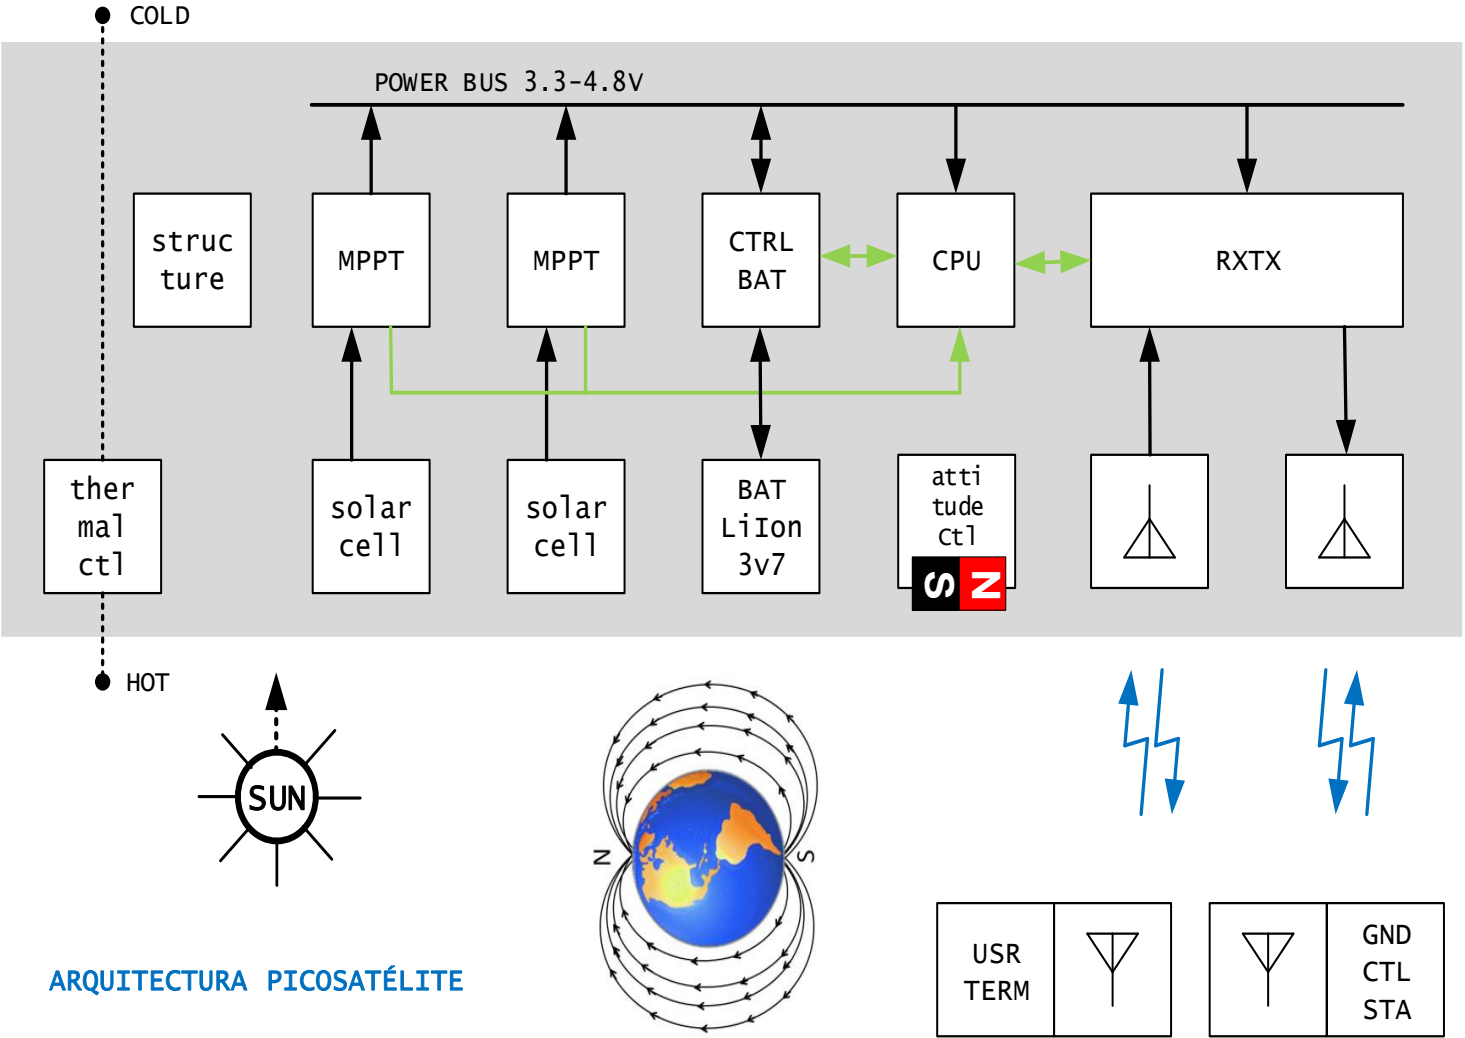 COLD
POWER BUS 3.3-4.8V
struc
ture
MPPT
MPPT
CTRL
BAT
CPU
RXTX
ther
mal
ctl
solar
cell
solar
cell
BAT
LiIon
3v7
atti
tude
Ctl
S N
HOT
SUN
N
S
ARQUITECTURA PICOSATÉLITE
USR
TERM
GND
CTL
STA